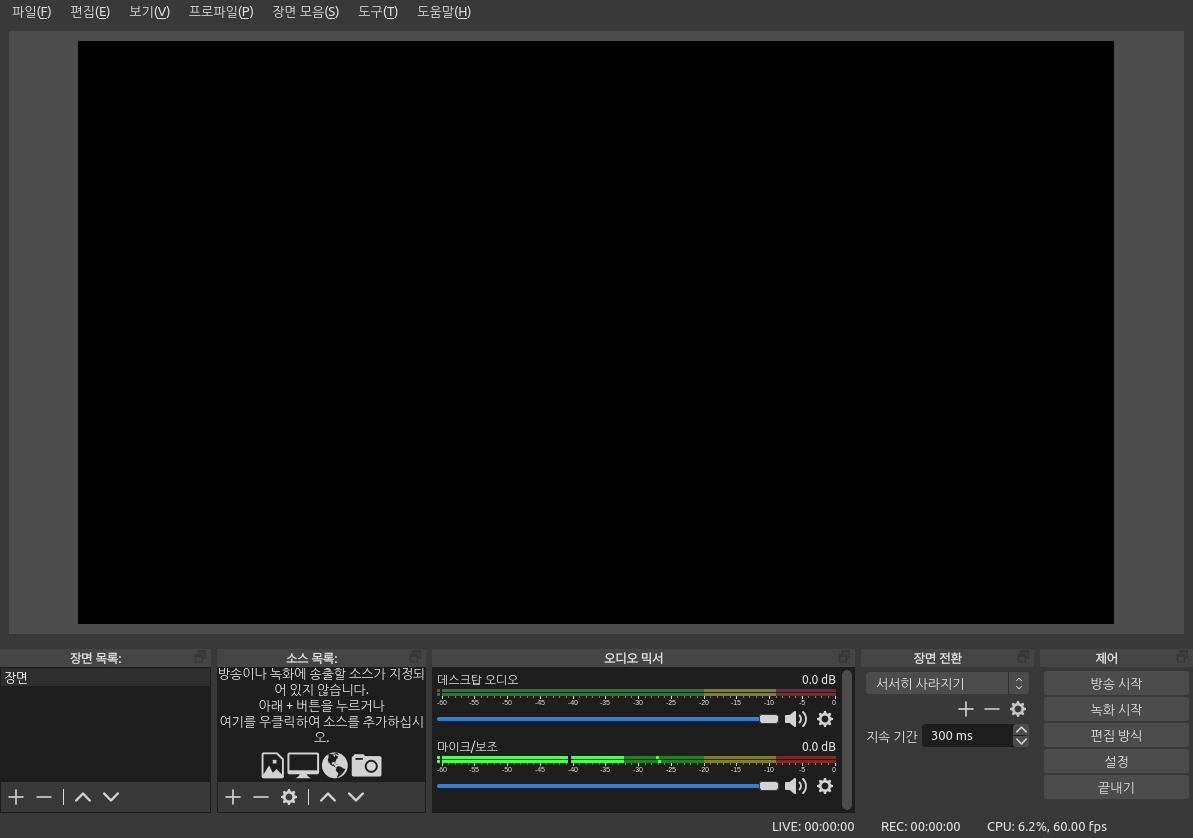 파일(F) 편집(E) 보기(V) 프로파일(P) 장면 모음(S) 도구(T) 도움말(H)
장면 목록:
장면
소스 목록:
방송이나 녹화에 송출할 소스가 지정되
어 있지 않습니다.
아래 + 버튼을 누르거나
여기를 우클릭하여 소스를 추가하십시
오.
오디오 믹서
데스크탑 오디오 0.0 dB
-60 -55 -50 -45 -40 -35 -30 -25 -20 -15 -10 -5 0
마이크/보조 0.0 dB
-60 -55 -50 -45 -40 -35 -30 -25 -20 -15 -10 -5 0
장면 전환
서서히 사라지기
지속 기간 300 ms
제어
방송 시작
녹화 시작
편집 방식
설정
끝내기
LIVE: 00:00:00 REC: 00:00:00 CPU: 6.2%, 60.00 fps